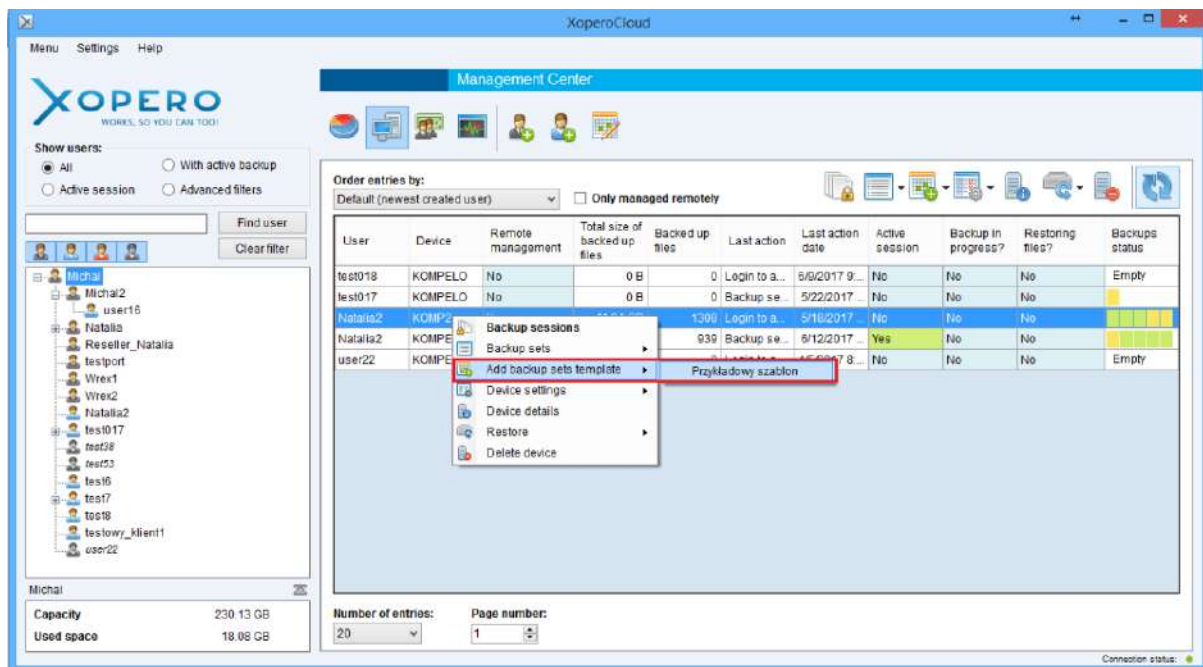 XoperoCloud
Menu Settings Help
XOPERO
WORKS, SO YOU CAN TOO!
Management Center
Show users:
All With active backup
Active session Advanced filters
Find user
Clear filter
Michal
Michal2
user16
Natalia
Reseller_Natalia
testport
Wrex1
Wrex2
Natalia2
test017
test38
test53
test6
test7
test8
testowy_klient1
user22
Michal
Capacity 230.13 GB
Used space 18.08 GB
Order entries by:
Default (newest created user) Only managed remotely
User Device Remote management Total size of backed up files Backed up files Last action Last action date Active session Backup in progress? Restoring files? Backups status
test018 KOMPELO No 0 B 0 Login to a... 6/9/2017 9:... No No No Empty
test017 KOMPELO No 0 B 0 Backup se... 5/22/2017 ... No No No
Natalia2 KOMP2 1308 Login to a... 5/18/2017 ... No No No
Natalia2 KOMPE 939 Backup se... 6/12/2017 ... Yes No No
user22 KOMPE 8:... No No No Empty
Backup sessions
Backup sets
Add backup sets template Przykładowy szablon
Device settings
Device details
Restore
Delete device
Number of entries: Page number:
20 1
Connection status: